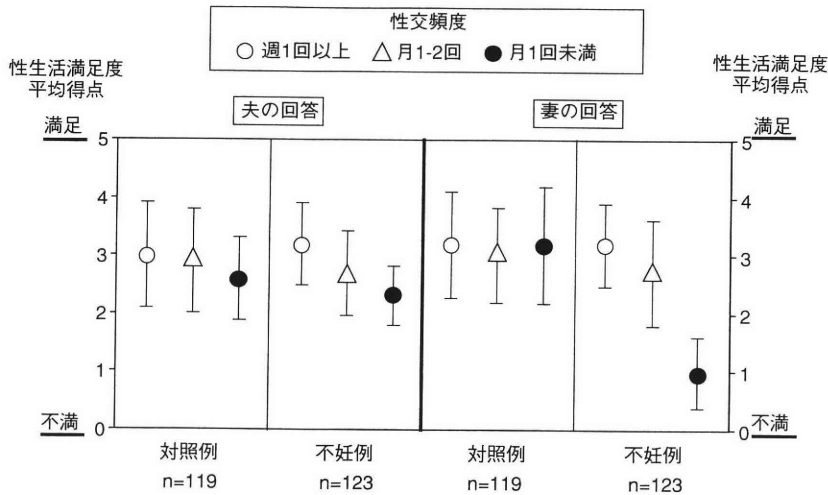 性交頻度
○ 週1回以上 △ 月1-2回 ● 月1回未満
性生活満足度
平均得点
性生活満足度
平均得点
夫の回答
妻の回答
満足
満足
5
4
3
2
1
0
5
4
3
2
1
0
不満
不満
対照例
不妊例
対照例
不妊例
n=119
n=123
n=119
n=123